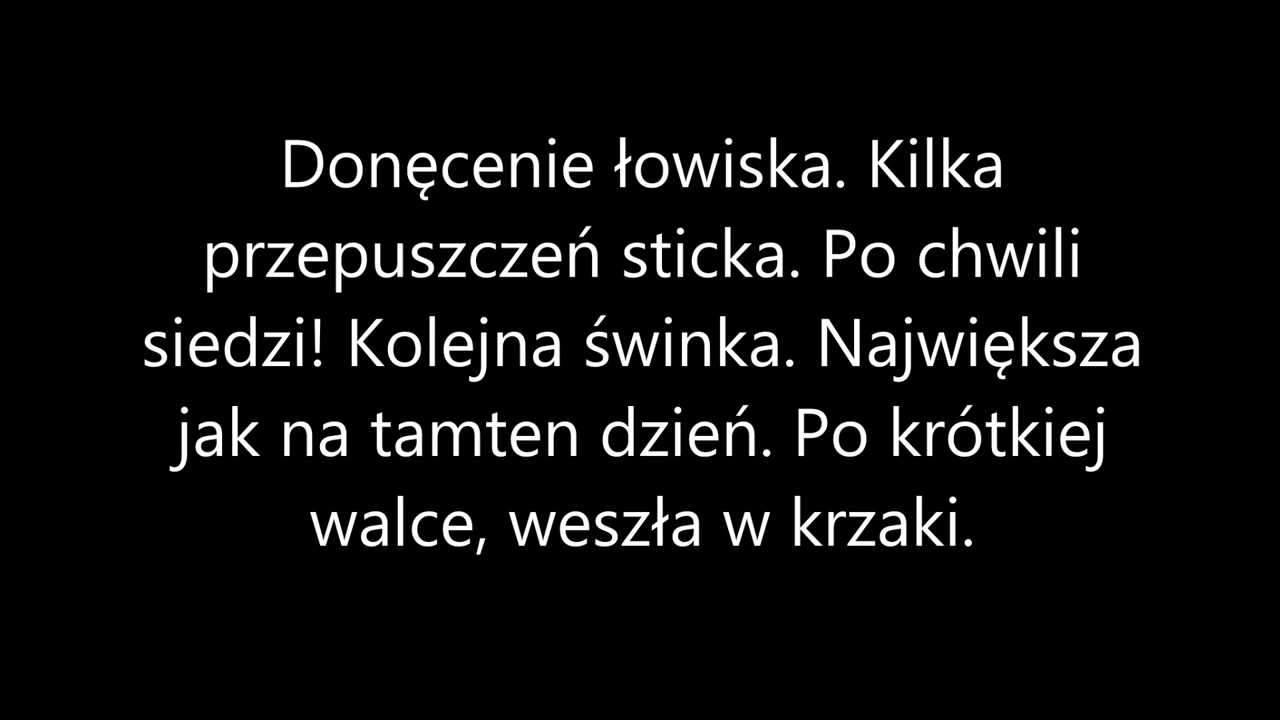 Donęcenie łowiska. Kilka
przepuszczeń sticka. Po chwili
siedzi! Kolejna świnka. Największa
jak na tamten dzień. Po krótkiej
walce, weszła w krzaki.